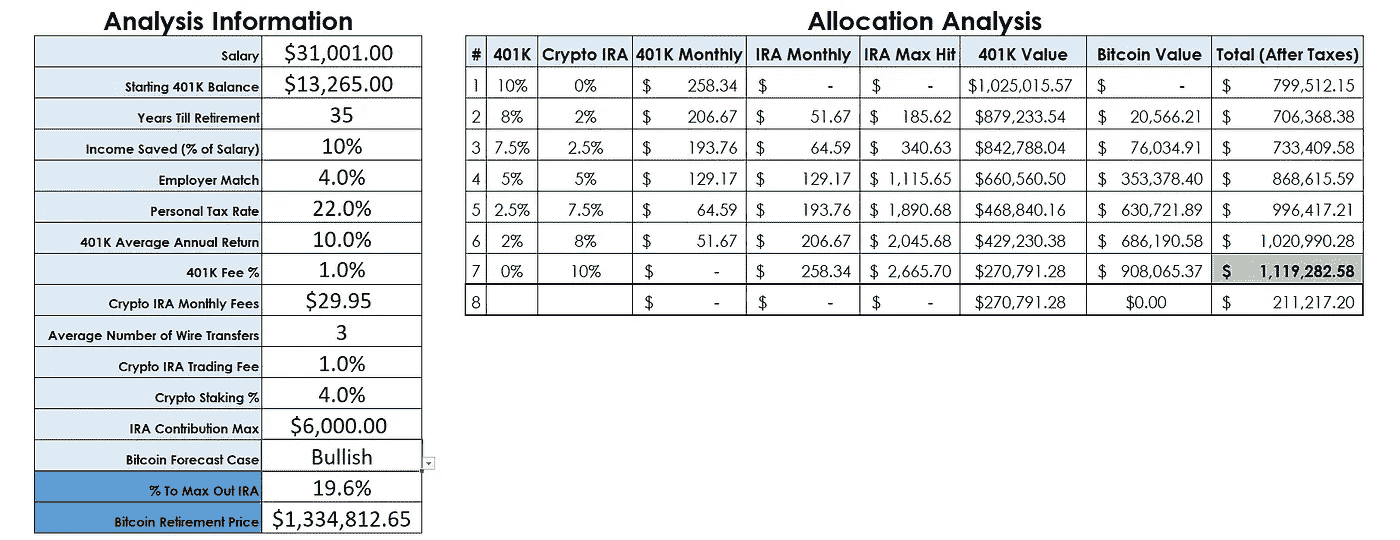 Analysis Information
Salary $31,001.00
Starting 401K Balance $13,265.00
Years Till Retirement 35
Income Saved (% of Salary) 10%
Employer Match 4.0%
Personal Tax Rate 22.0%
401K Average Annual Return 10.0%
401K Fee % 1.0%
Crypto IRA Monthly Fees $29.95
Average Number of Wire Transfers 3
Crypto IRA Trading Fee 1.0%
Crypto Staking % 4.0%
IRA Contribution Max $6,000.00
Bitcoin Forecast Case Bullish
% To Max Out IRA 19.6%
Bitcoin Retirement Price $1,334,812.65
Allocation Analysis
# 401K Crypto IRA 401K Monthly IRA Monthly IRA Max Hit 401K Value Bitcoin Value Total (After Taxes)
1 10% 0% $ 258.34 $ - $ - $1,025,015.57 $ - $ 799,512.15
2 8% 2% $ 206.67 $ 51.67 $ 185.62 $879,233.54 $ 20,566.21 $ 706,368.38
3 7.5% 2.5% $ 193.76 $ 64.59 $ 340.63 $842,788.04 $ 76,034.91 $ 733,409.58
4 5% 5% $ 129.17 $ 129.17 $ 1,115.65 $660,560.50 $ 353,378.40 $ 868,615.59
5 2.5% 7.5% $ 64.59 $ 193.76 $ 1,890.68 $468,840.16 $ 630,721.89 $ 996,417.21
6 2% 8% $ 51.67 $ 206.67 $ 2,045.68 $429,230.38 $ 686,190.58 $ 1,020,990.28
7 0% 10% $ - $ 258.34 $ 2,665.70 $270,791.28 $ 908,065.37 $ 1,119,282.58
8 $ - $ - $ - $270,791.28 $0.00 $ 211,217.20